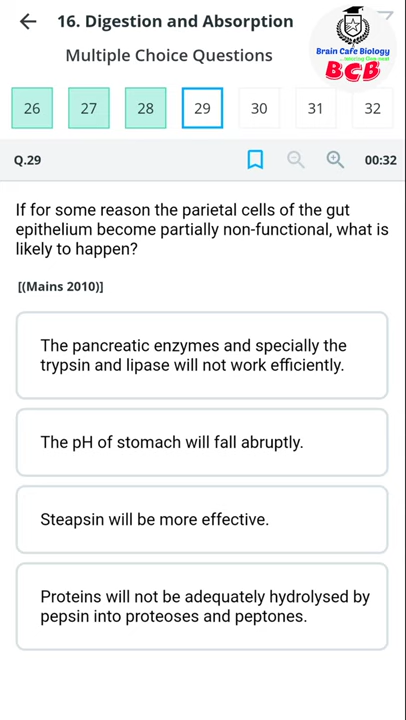 16. Digestion and Absorption
Brain Cafe Biology
BCB
Multiple Choice Questions
26 27 28 29 30 31 32
Q.29 00:32
If for some reason the parietal cells of the gut
epithelium become partially non-functional, what is
likely to happen?
[(Mains 2010)]
The pancreatic enzymes and specially the
trypsin and lipase will not work efficiently.
The pH of stomach will fall abruptly.
Steapsin will be more effective.
Proteins will not be adequately hydrolysed by
pepsin into proteoses and peptones.